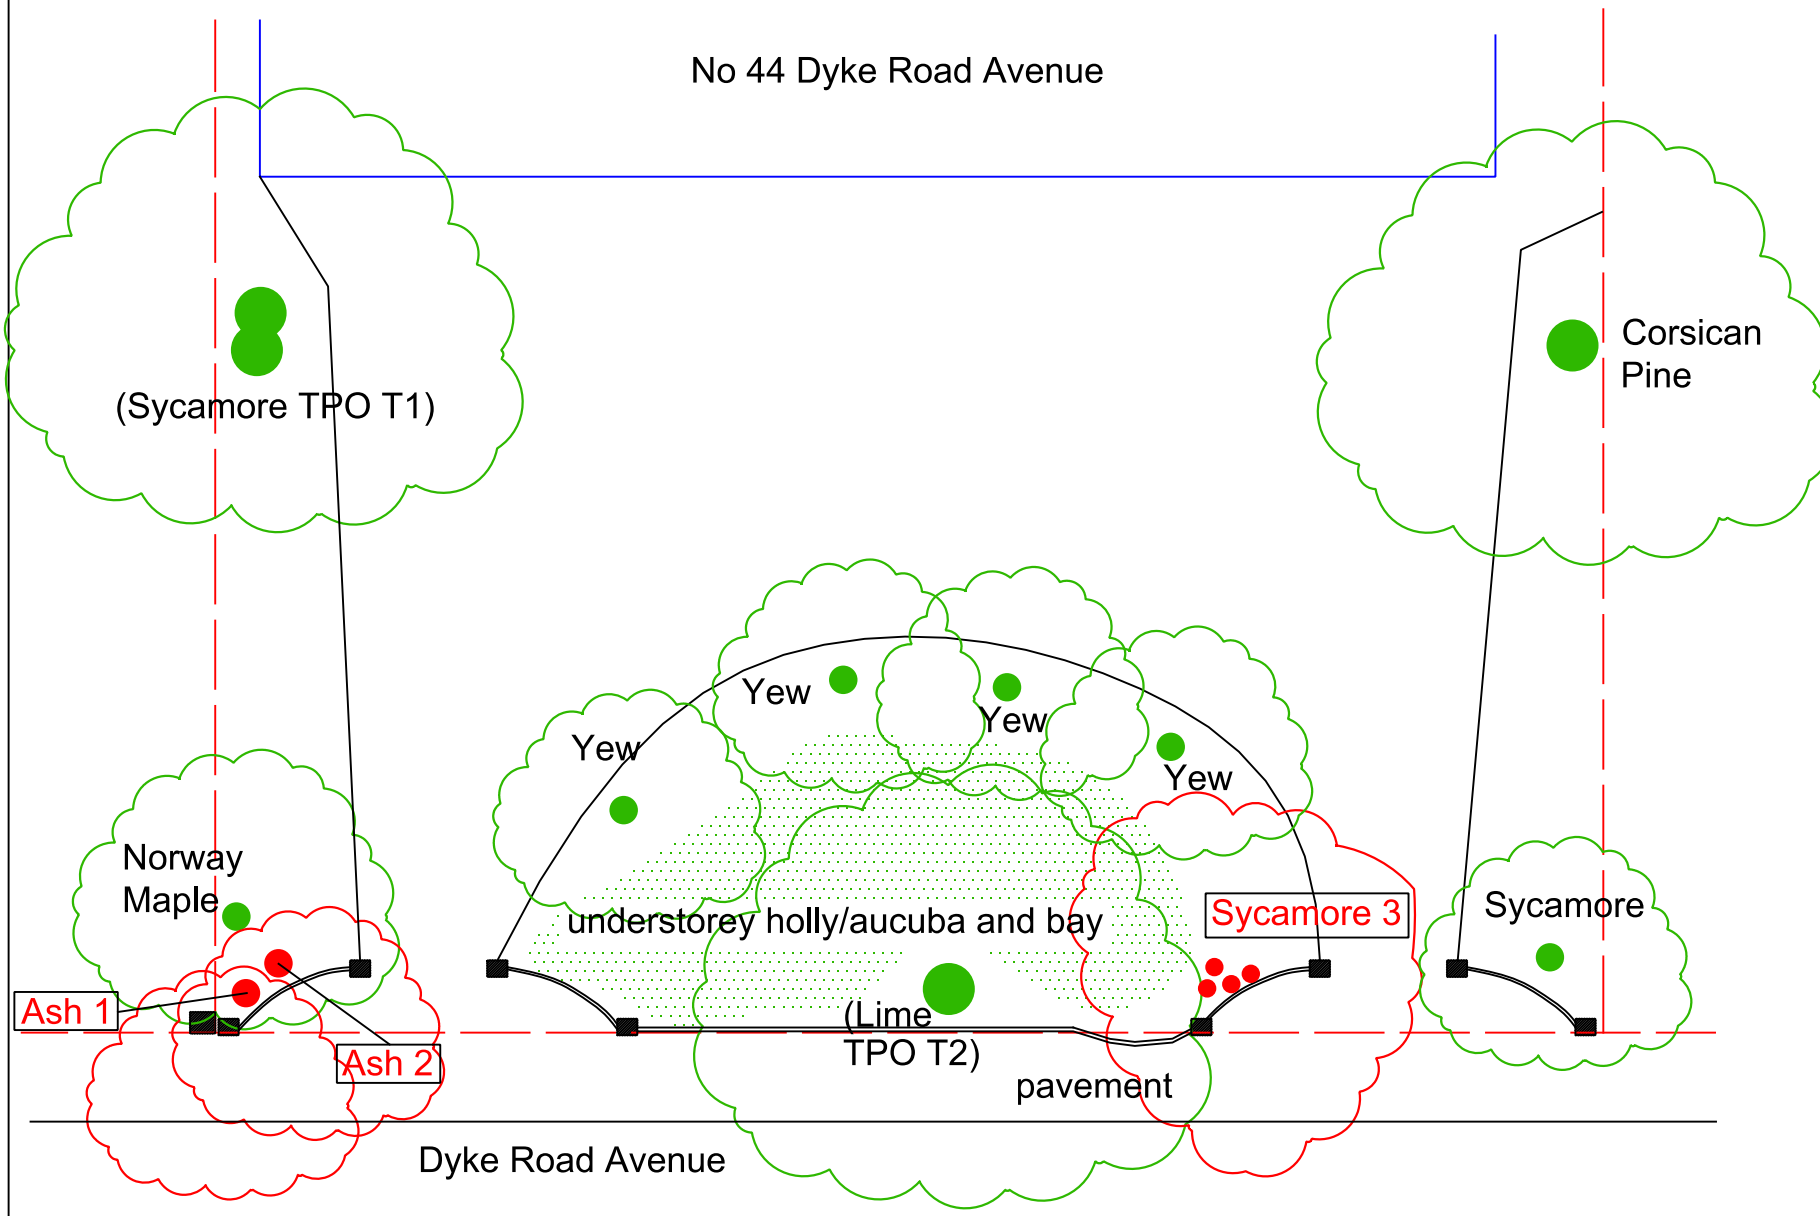 No 44 Dyke Road Avenue
Corsican
Pine
(Sycamore TPO T1)
Yew
Yew
Yew
Yew
Norway
Maple
understorey holly/aucuba and bay
Sycamore 3
Sycamore
Ash 1
Ash 2
(Lime
TPO T2)
pavement
Dyke Road Avenue